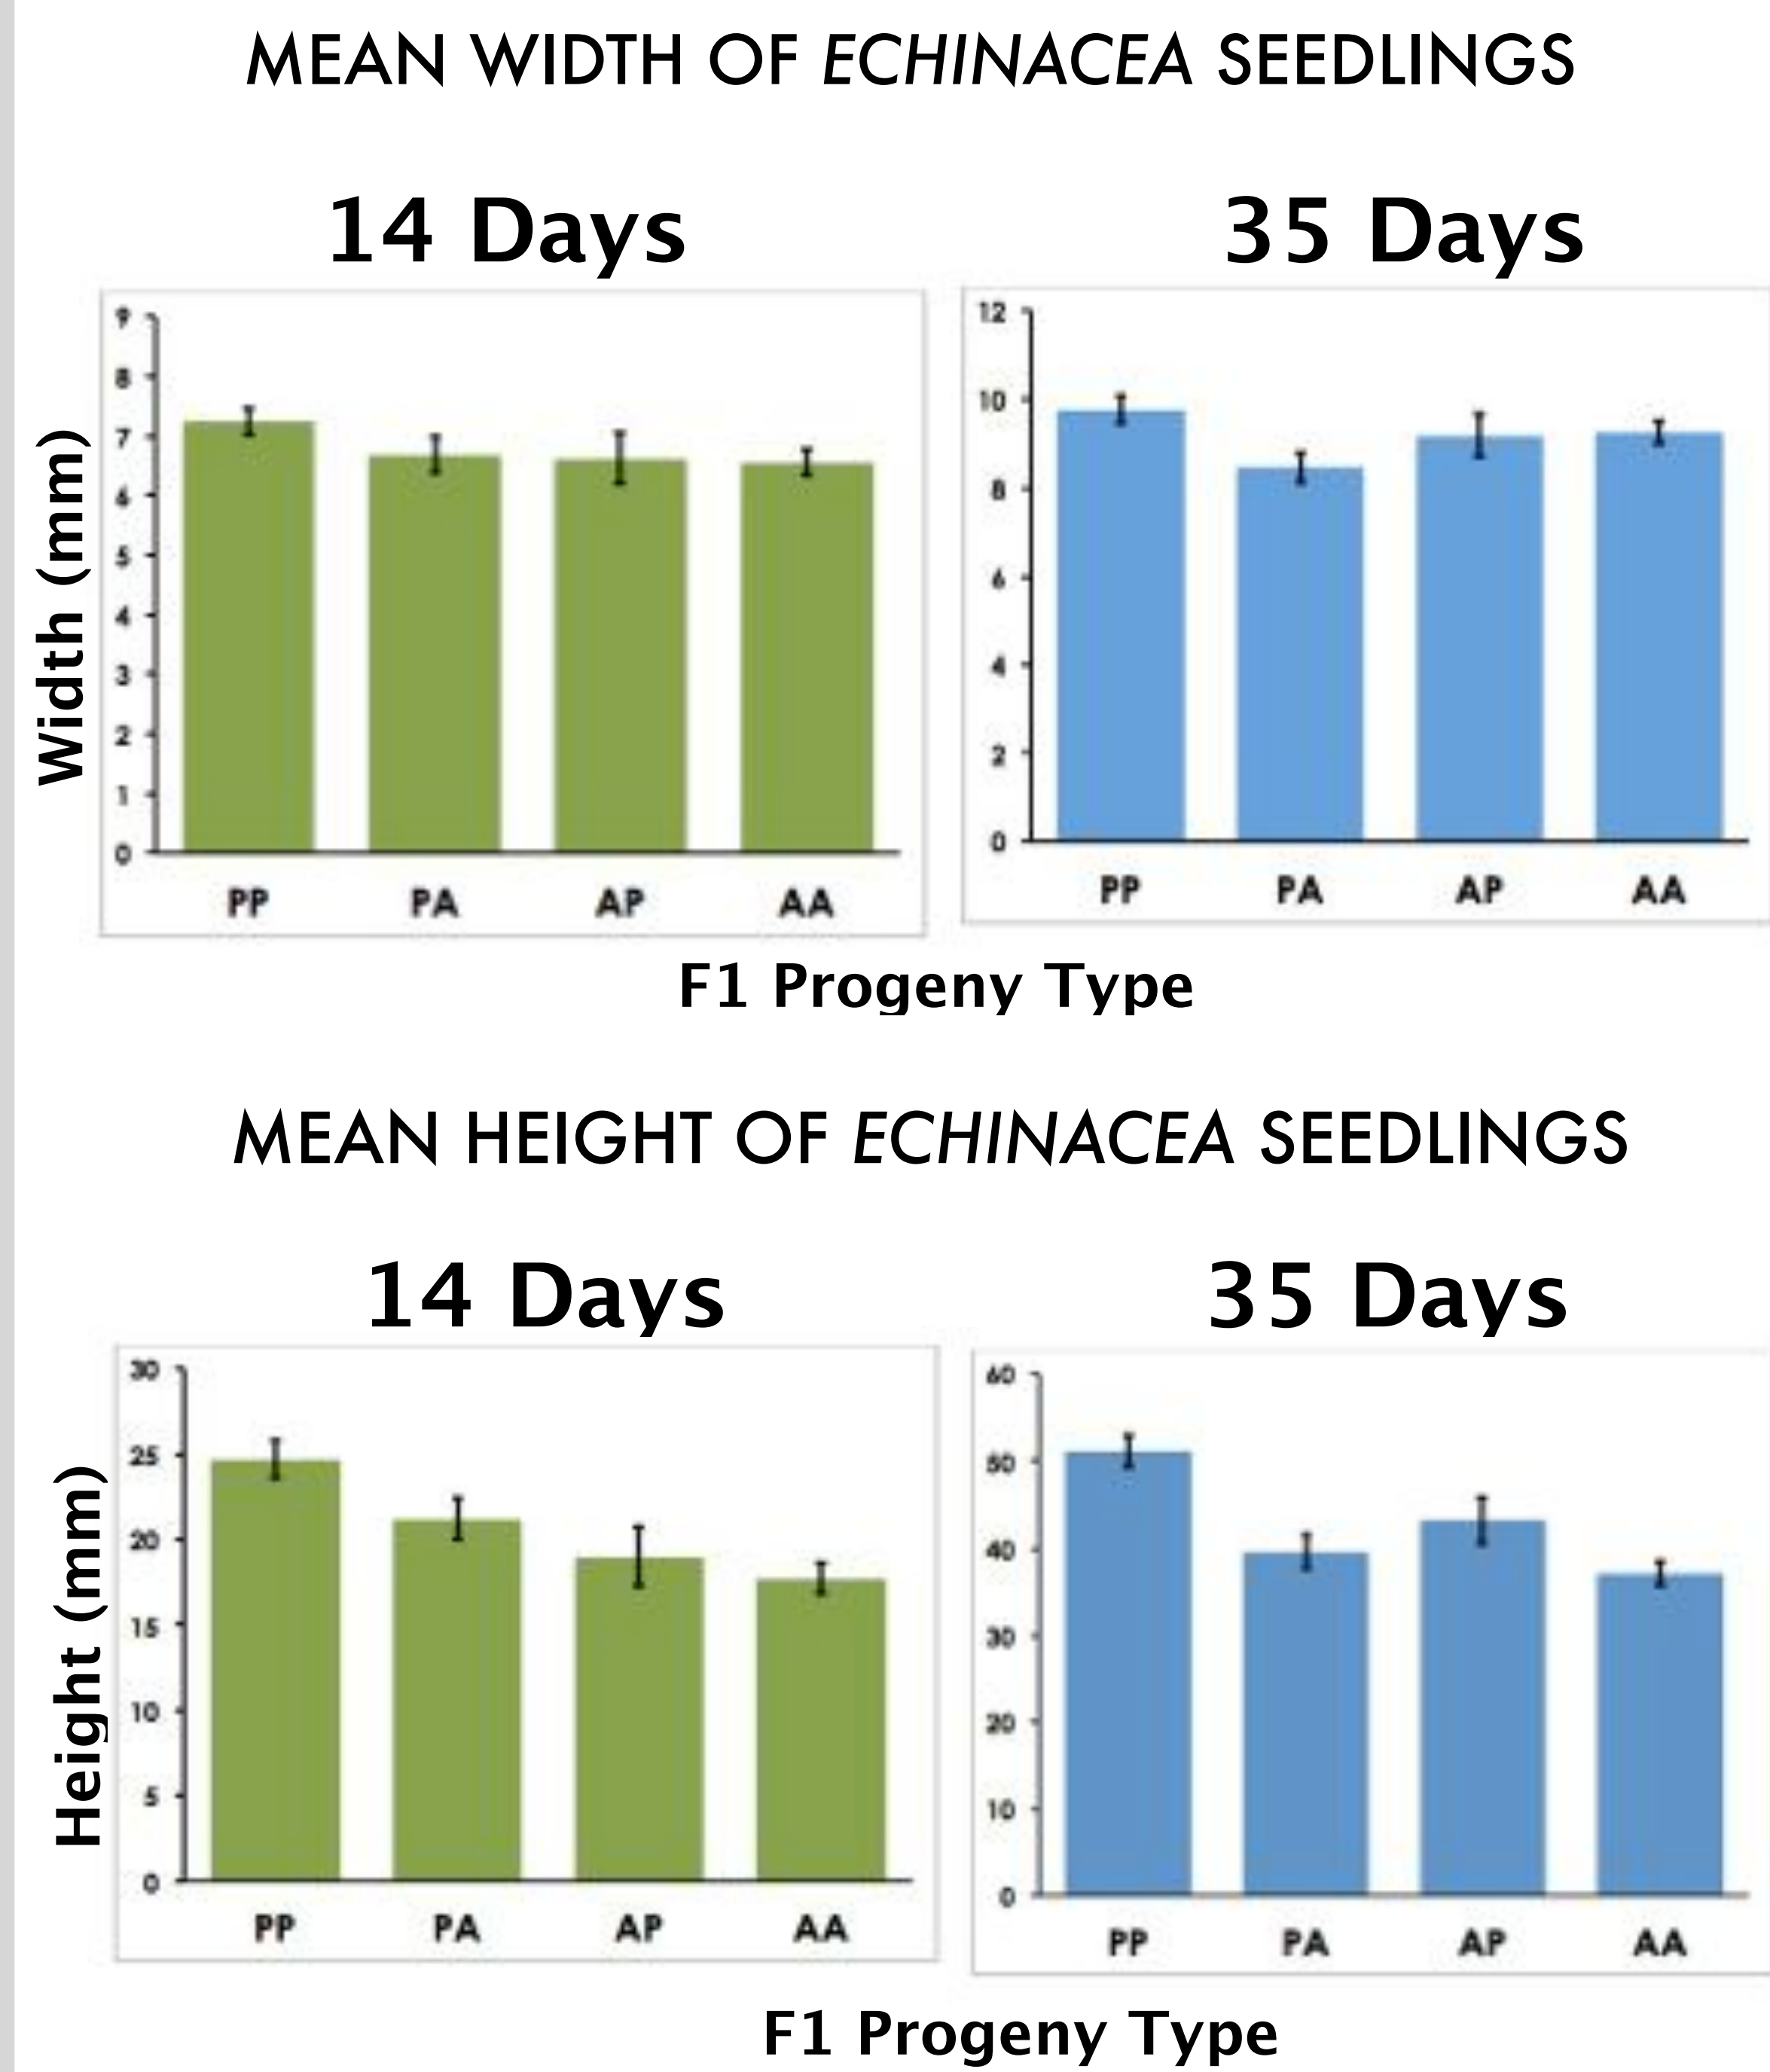 MEAN WIDTH OF ECHINACEA SEEDLINGS
14 Days
35 Days
Width (mm)
9
8
7
6
5
4
3
2
1
0
PP PA AP AA
12
10
8
6
4
2
0
PP PA AP AA
F1 Progeny Type
MEAN HEIGHT OF ECHINACEA SEEDLINGS
14 Days
35 Days
Height (mm)
30
25
20
15
10
5
0
PP PA AP AA
60
50
40
30
20
10
0
PP PA AP AA
F1 Progeny Type